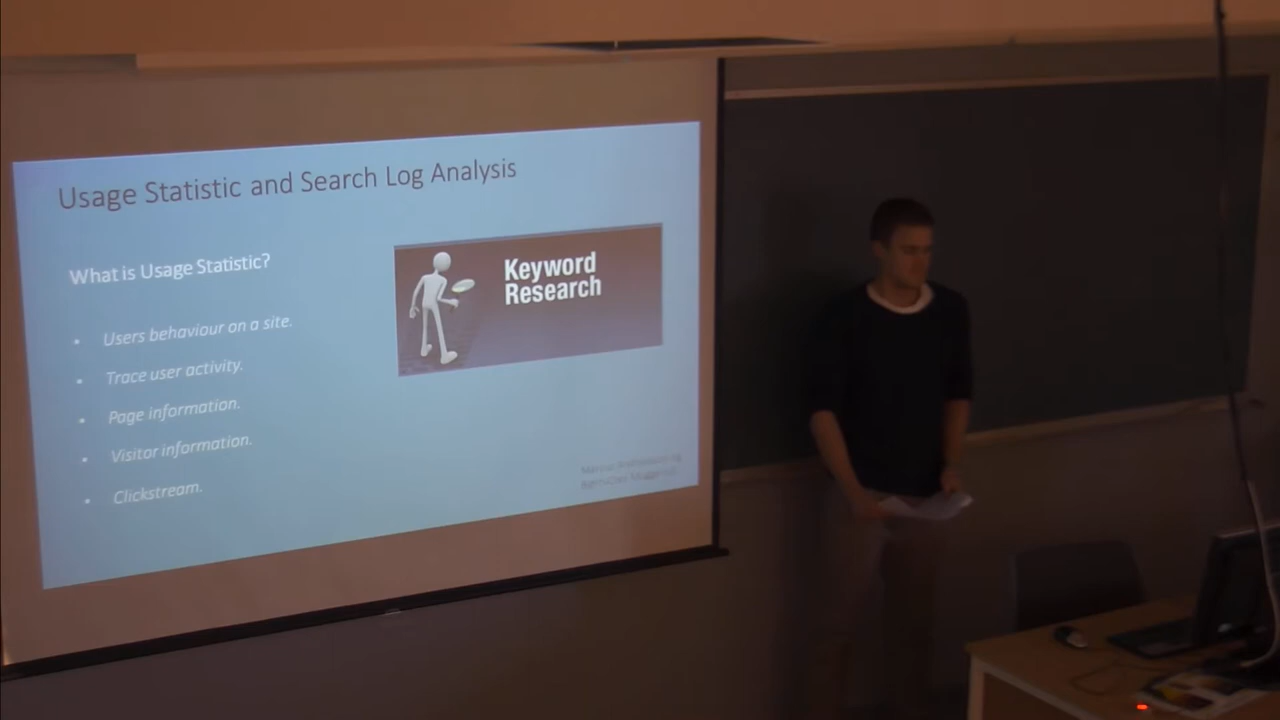 Usage Statistic and Search Log Analysis
What is Usage Statistic?
• Users behaviour on a site.
• Trace user activity.
• Page information.
• Visitor information.
• Clickstream.
Keyword
Research